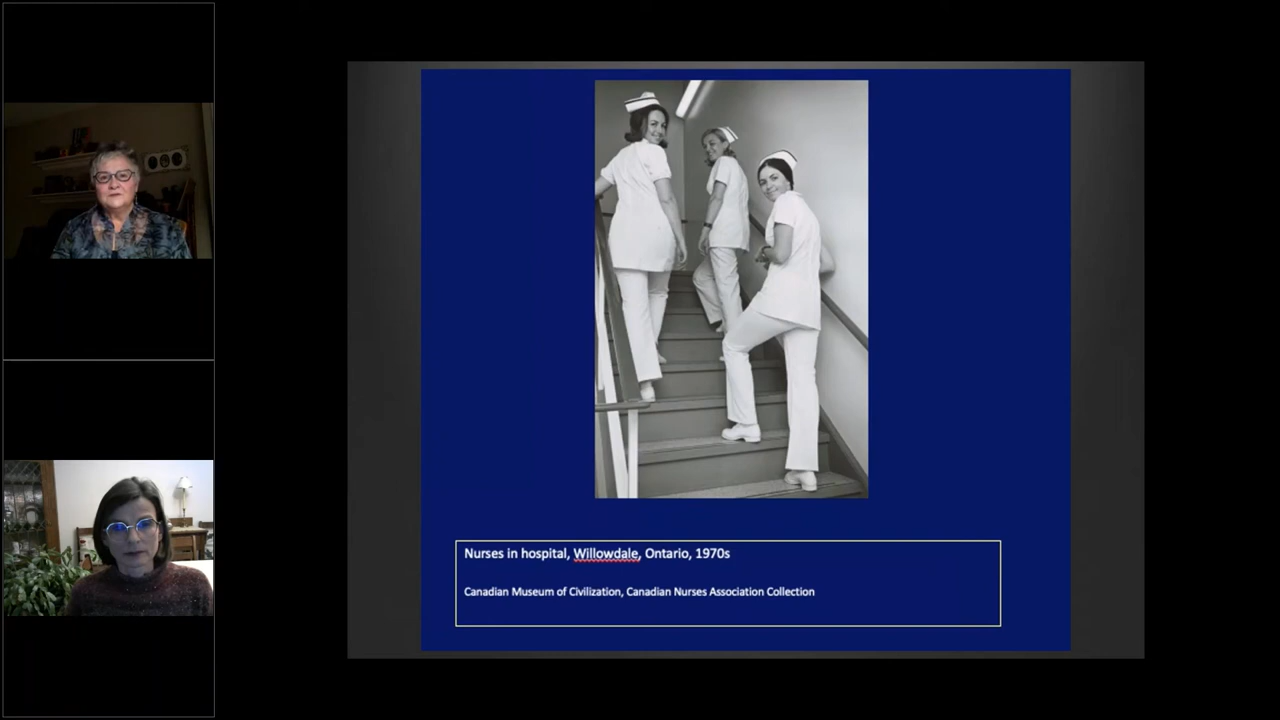 Nurses in hospital, Willowdale, Ontario, 1970s
Canadian Museum of Civilization, Canadian Nurses Association Collection